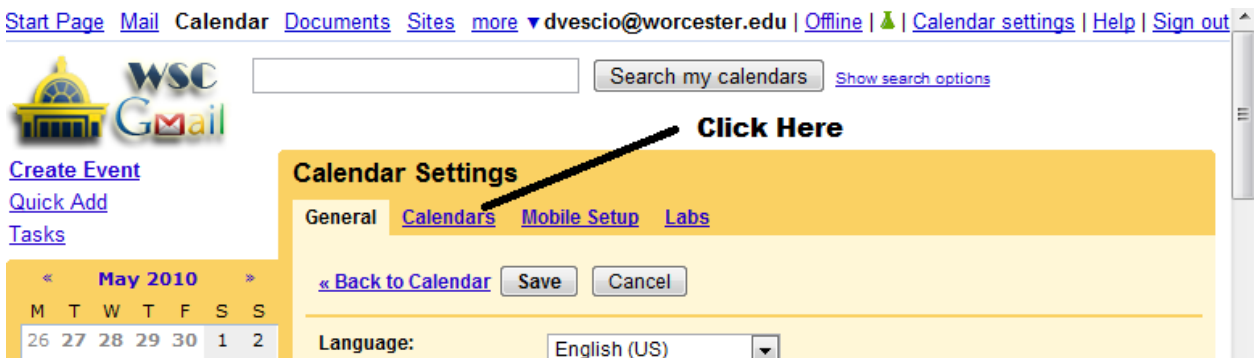 Start Page Mail Calendar Documents Sites more ▼ dvescio@worcester.edu | Offline | Calendar settings | Help | Sign out
WSC
Gmail
Search my calendars Show search options
Click Here
Create Event
Quick Add
Tasks
Calendar Settings
General Calendars Mobile Setup Labs
« Back to Calendar Save Cancel
« May 2010 »
M T W T F S S
26 27 28 29 30 1 2
Language: English (US)